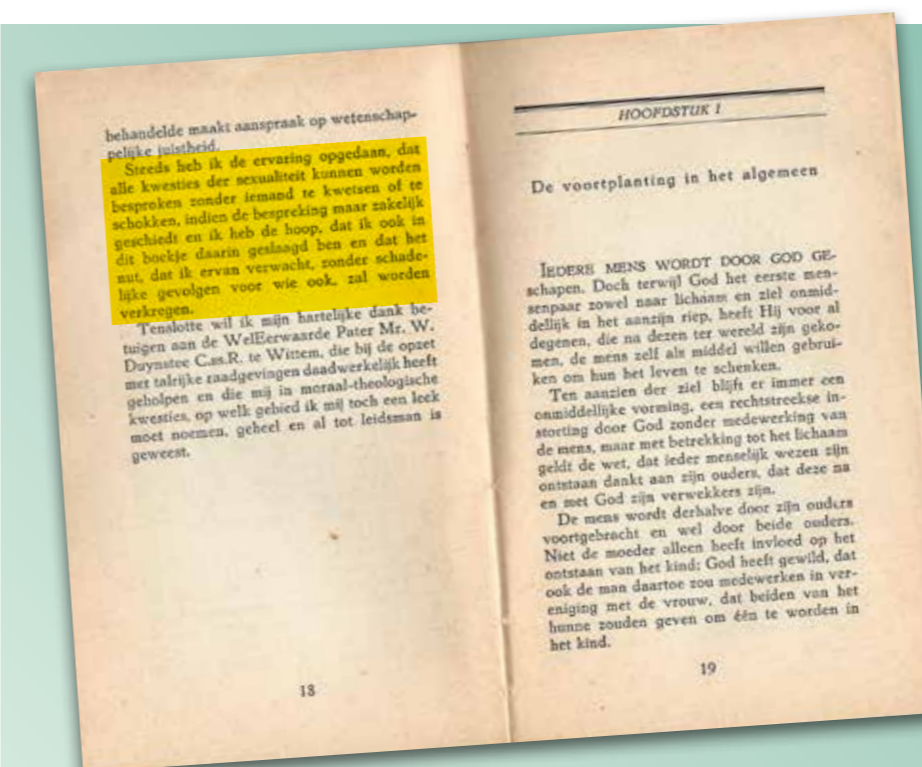 behandelde maakt aanspraak op wetenschap-
pelijke juistheid.
Steeds heb ik de ervaring opgedaan, dat
alle kwesties der sexualiteit kunnen worden
besproken zonder iemand te kwetsen of te
schokken, indien de bespreking maar zakelijk
geschiedt en ik heb de hoop, dat ik ook in
dit boekje daarin geslaagd ben en dat het
nut, dat ik ervan verwacht, zonder schade-
lijke gevolgen voor wie ook, zal worden
verkregen.
Tenslotte wil ik mijn hartelijke dank be-
tuigen aan de WelEerwaarde Pater Mr. W.
Duynstee C.ss.R. te Wittem, die bij de opzet
met talrijke raadgevingen daadwerkelijk heeft
geholpen en die mij in moraal-theologische
kwesties, op welk gebied ik mij toch een leek
moet noemen, geheel en al tot leidsman is
geweest.
18
HOOFDSTUK I
De voortplanting in het algemeen
IEDERE MENS WORDT DOOR GOD GE-
schapen. Doch terwijl God het eerste men-
senpaar zowel naar lichaam en ziel onmid-
dellijk in het aanzijn riep, heeft Hij voor al
degenen, die na dezen ter wereld zijn geko-
men, de mens zelf als middel willen gebrui-
ken om hun het leven te schenken.
Ten aanzien der ziel blijft er immer een
onmiddellijke vorming, een rechtstreekse in-
storting door God zonder medewerking van
de mens, maar met betrekking tot het lichaam
geldt de wet, dat ieder menselijk wezen zijn
ontstaan dankt aan zijn ouders, dat deze na
en met God zijn verwekkers zijn.
De mens wordt derhalve door zijn ouders
voortgebracht en wel door beide ouders.
Niet de moeder alleen heeft invloed op het
ontstaan van het kind; God heeft gewild, dat
ook de man daartoe zou medewerken in ver-
eniging met de vrouw, dat beiden van het
hunne zouden geven om één te worden in
het kind.
19